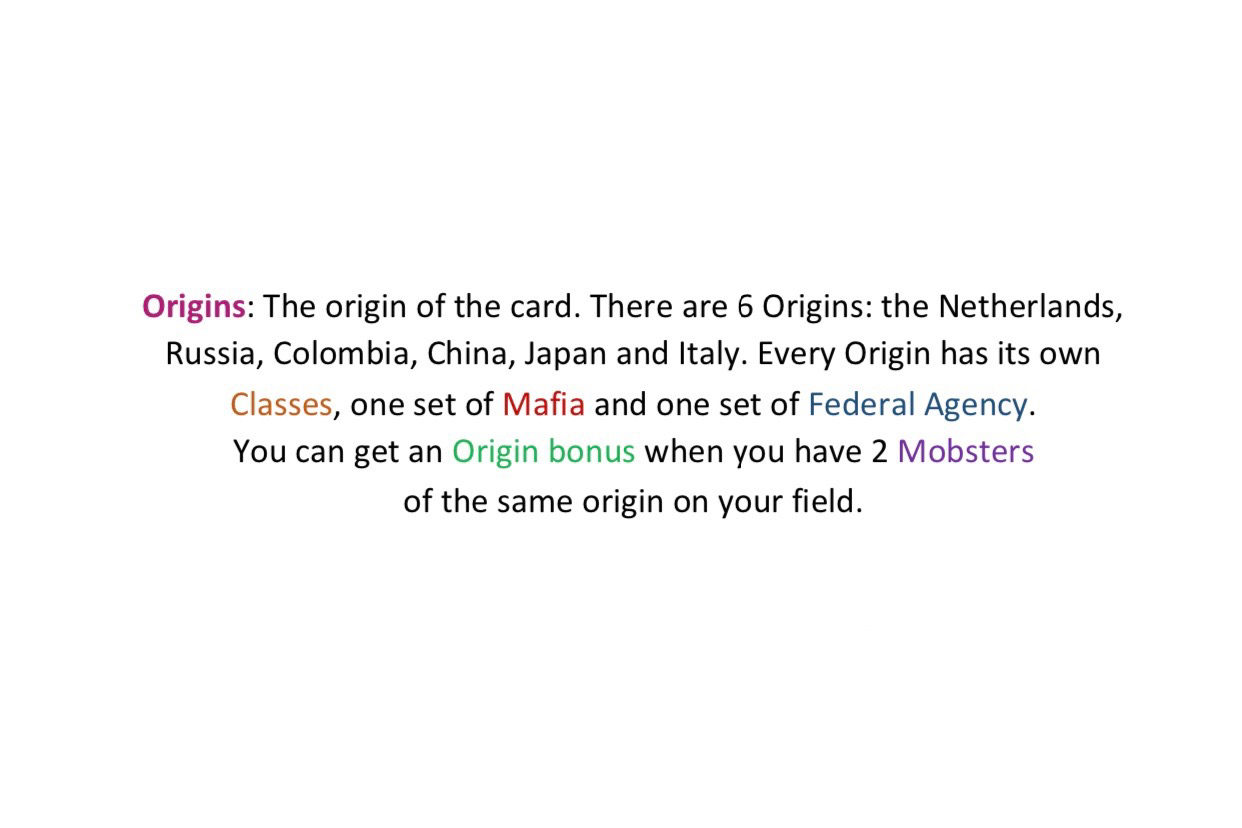 Origins: The origin of the card. There are 6 Origins: the Netherlands,
Russia, Colombia, China, Japan and Italy. Every Origin has its own
Classes, one set of Mafia and one set of Federal Agency.
You can get an Origin bonus when you have 2 Mobsters
of the same origin on your field.